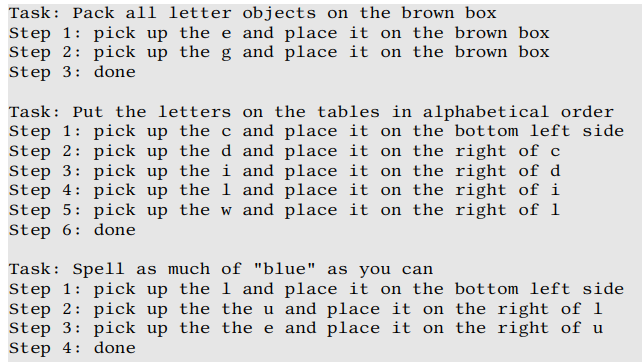 Task: Pack all letter objects on the brown box
Step 1: pick up the e and place it on the brown box
Step 2: pick up the g and place it on the brown box
Step 3: done
Task: Put the letters on the tables in alphabetical order
Step 1: pick up the c and place it on the bottom left side
Step 2: pick up the d and place it on the right of c
Step 3: pick up the i and place it on the right of d
Step 4: pick up the l and place it on the right of i
Step 5: pick up the w and place it on the right of l
Step 6: done
Task: Spell as much of "blue" as you can
Step 1: pick up the l and place it on the bottom left side
Step 2: pick up the the u and place it on the right of l
Step 3: pick up the the e and place it on the right of u
Step 4: done